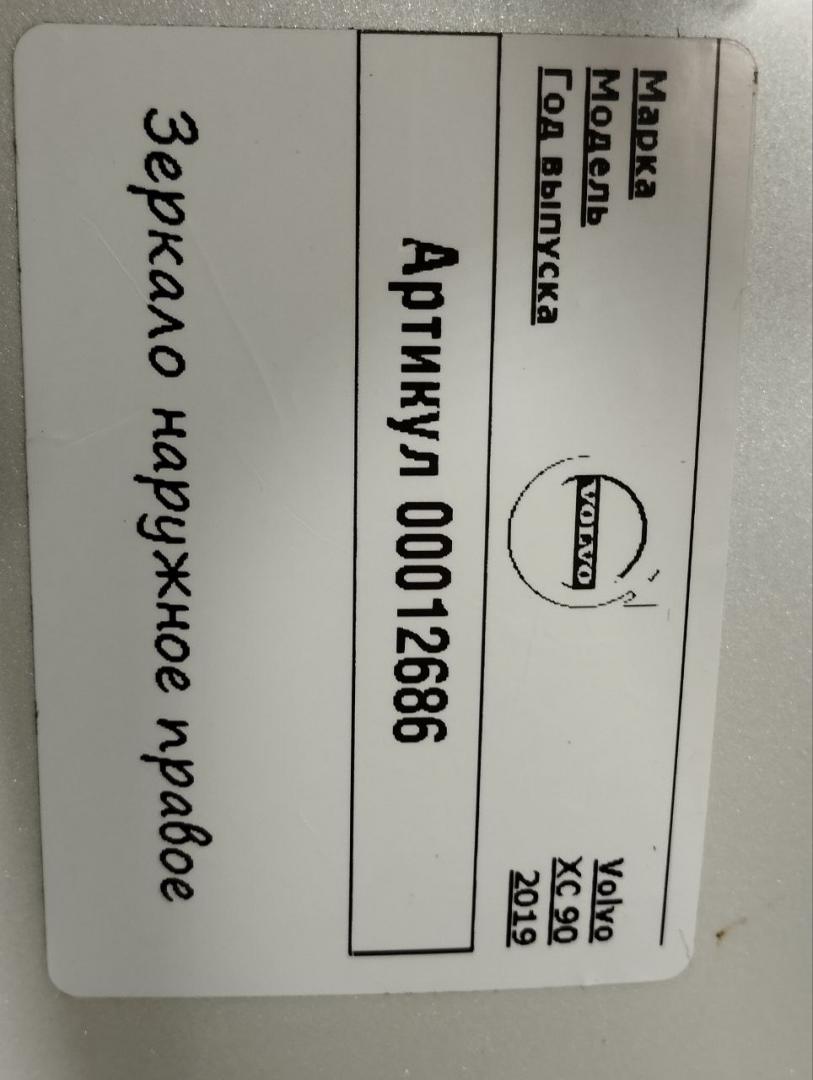 Марка Volvo
Модель XC 90
Год выпуска 2019
VOLVO
Артикул 00012686
Зеркало наружное правое